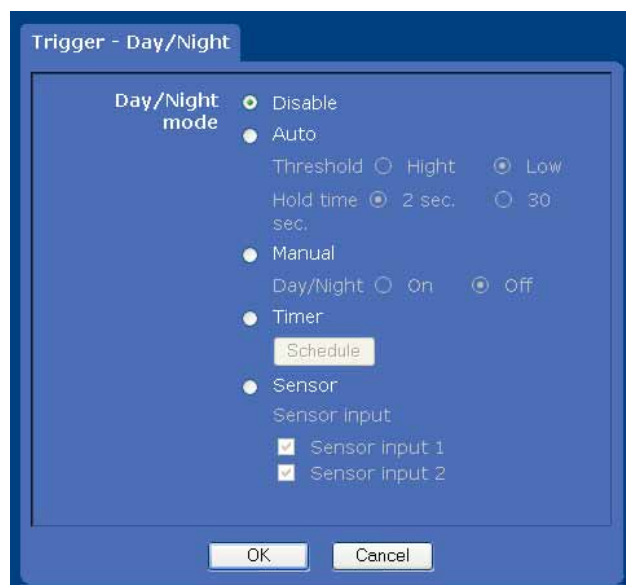 Trigger - Day/Night
Day/Night mode
Disable
Auto
Threshold Hight Low
Hold time 2 sec. 30 sec.
Manual
Day/Night On Off
Timer
Schedule
Sensor
Sensor input
Sensor input 1
Sensor input 2
OK Cancel